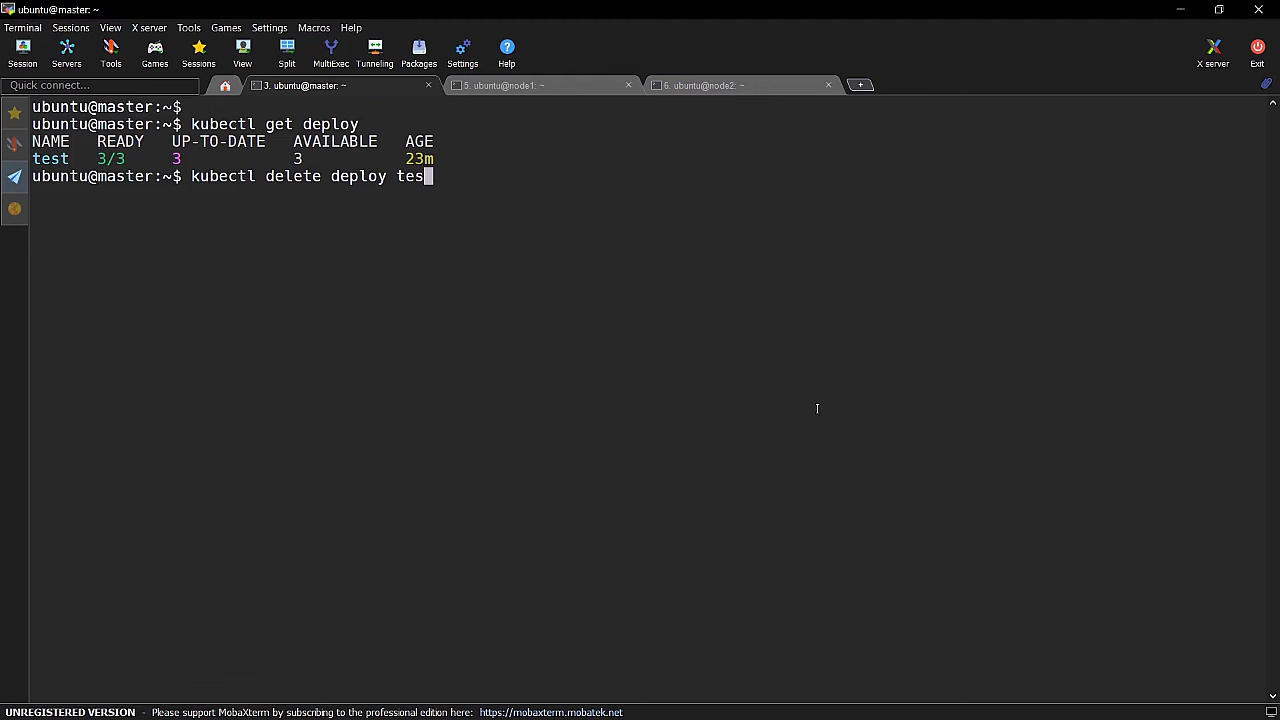 ubuntu@master: ~
Terminal Sessions View X server Tools Games Settings Macros Help
Session Servers Tools Games Sessions View Split MultiExec Tunneling Packages Settings Help X server Exit
Quick connect... 3. ubuntu@master: ~ 5. ubuntu@node1: ~ 6. ubuntu@node2: ~
ubuntu@master:~$
ubuntu@master:~$ kubectl get deploy
NAME READY UP-TO-DATE AVAILABLE AGE
test 3/3 3 3 23m
ubuntu@master:~$ kubectl delete deploy tes
UNREGISTERED VERSION - Please support MobaXterm by subscribing to the professional edition here: https://mobaxterm.mobatek.net